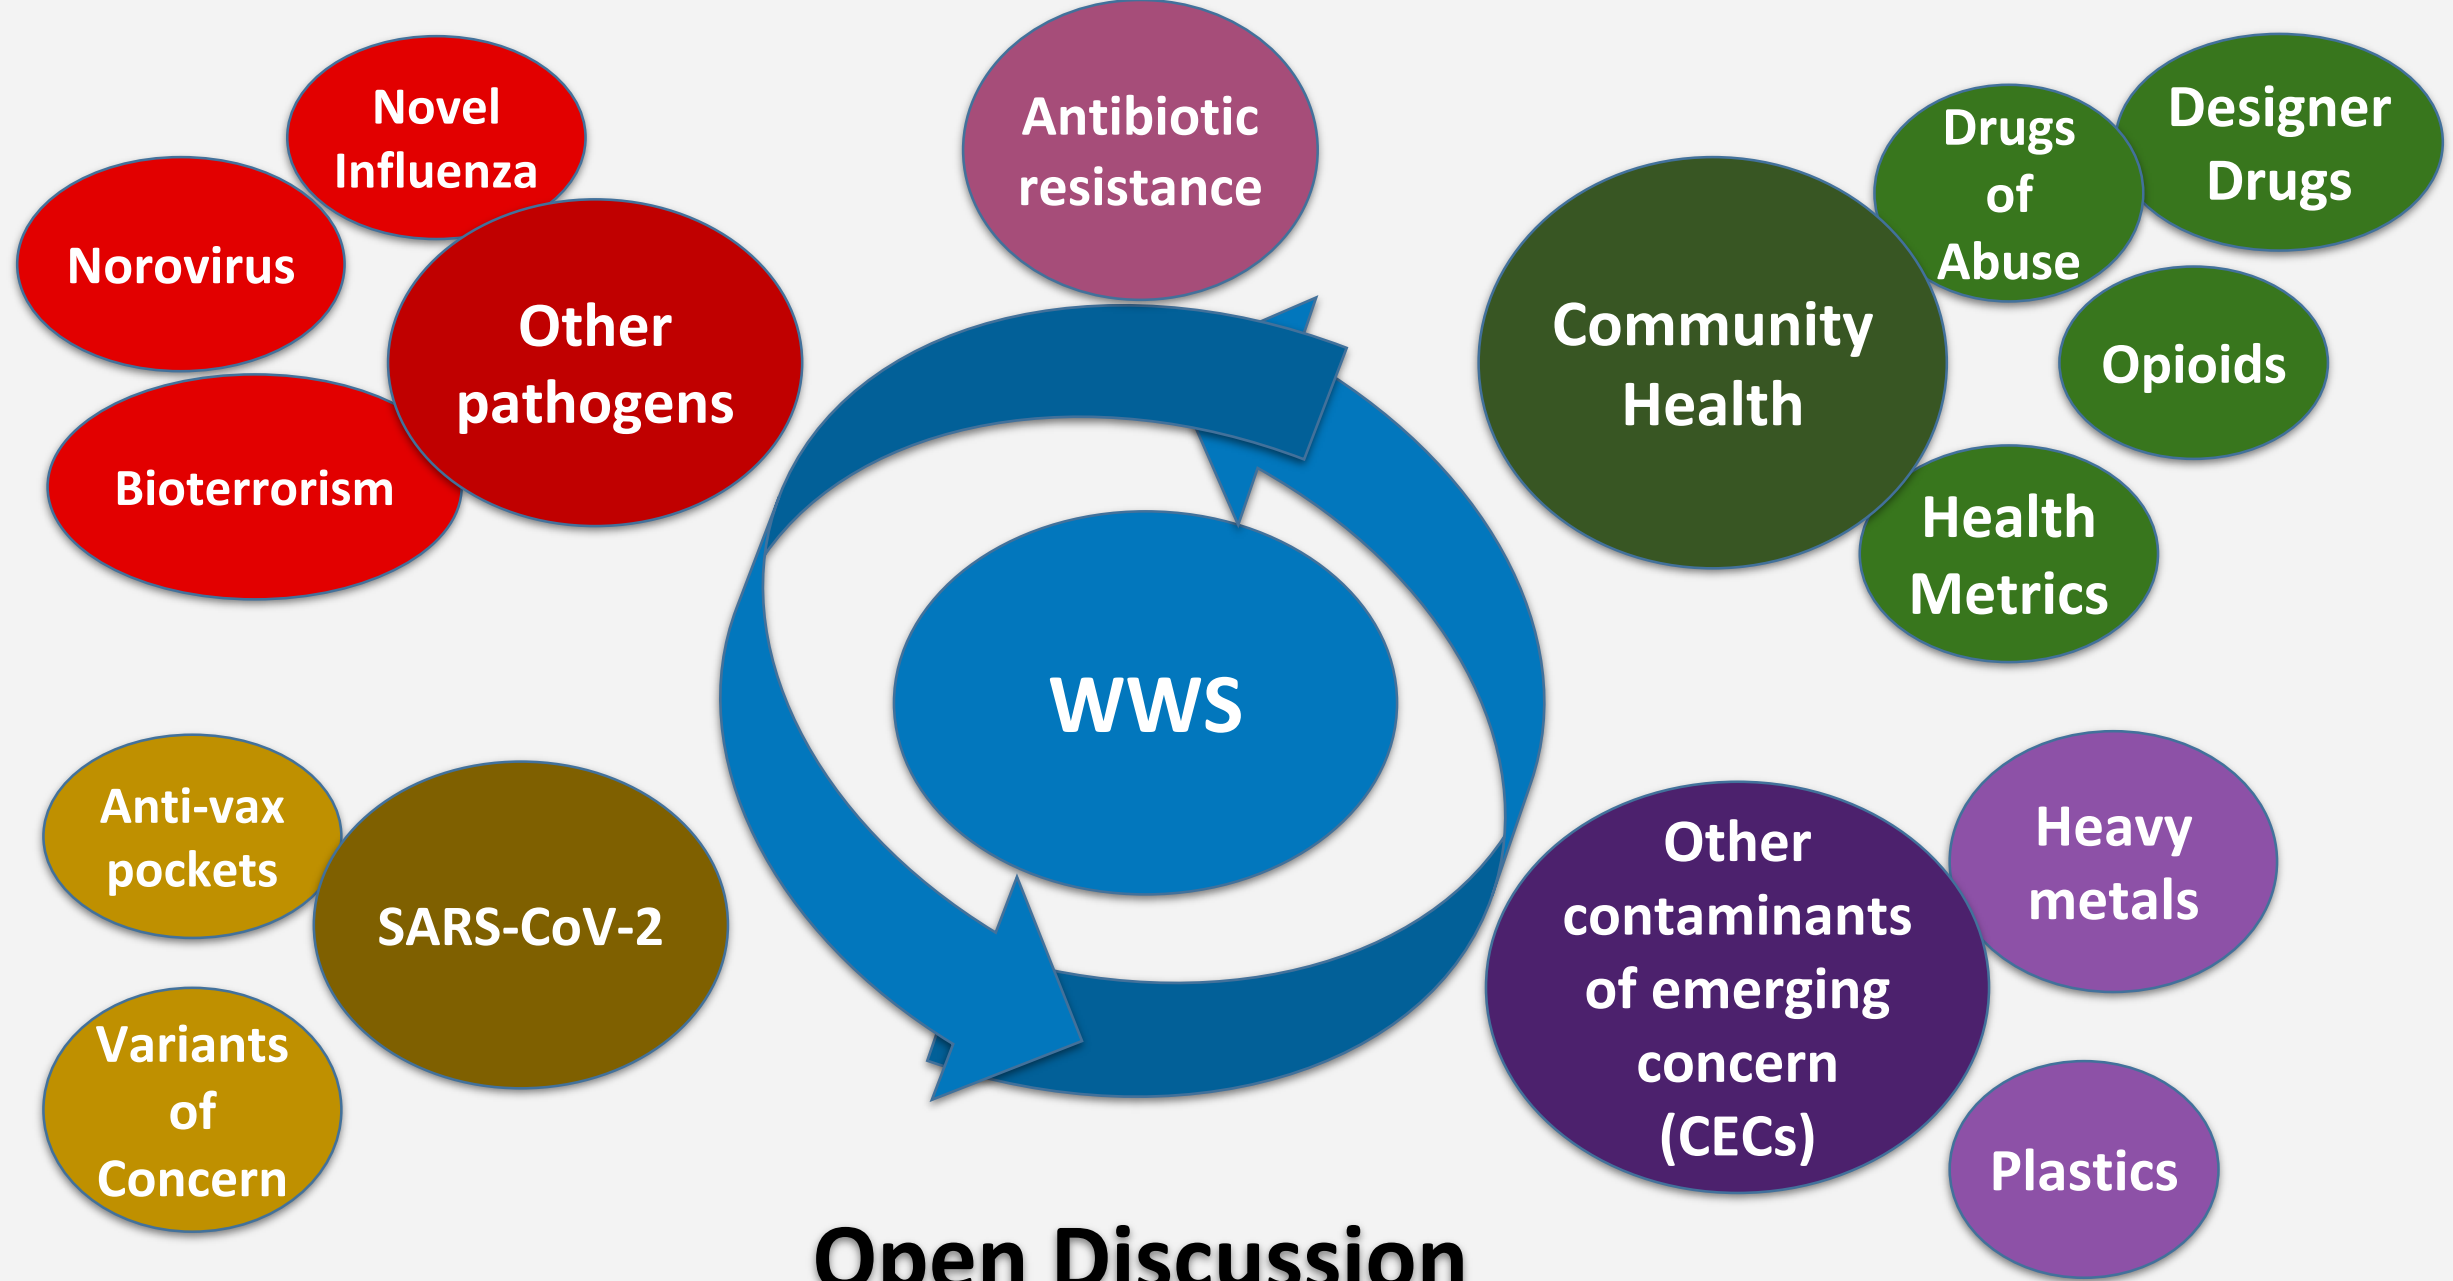 Novel
Influenza
Norovirus
Other
pathogens
Bioterrorism
Antibiotic
resistance
Community
Health
Drugs
of
Abuse
Designer
Drugs
Opioids
Health
Metrics
WWS
Anti-vax
pockets
SARS-CoV-2
Variants
of
Concern
Other
contaminants
of emerging
concern
(CECs)
Heavy
metals
Plastics
Open Discussion